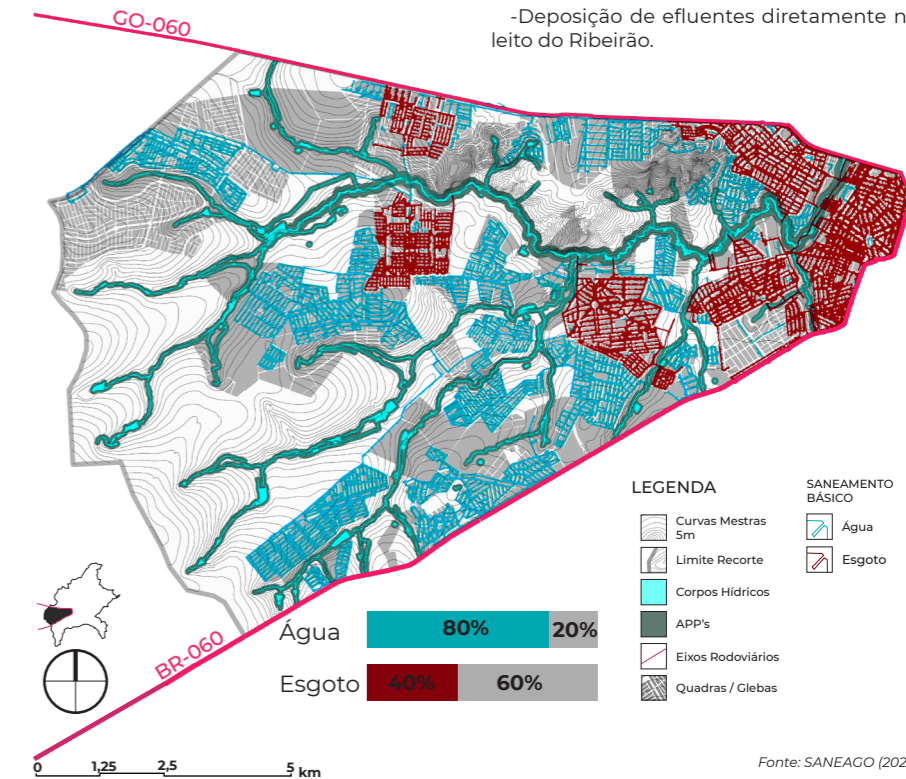 GO-060
-Deposição de efluentes diretamente n
leito do Ribeirão.
LEGENDA
Curvas Mestras
5m
Limite Recorte
Corpos Hídricos
APP's
Eixos Rodoviários
Quadras / Glebas
SANEAMENTO
BÁSICO
Água
Esgoto
Água 80% 20%
Esgoto 40% 60%
BR-060
0 1,25 2,5 5 km
Fonte: SANEAGO (202